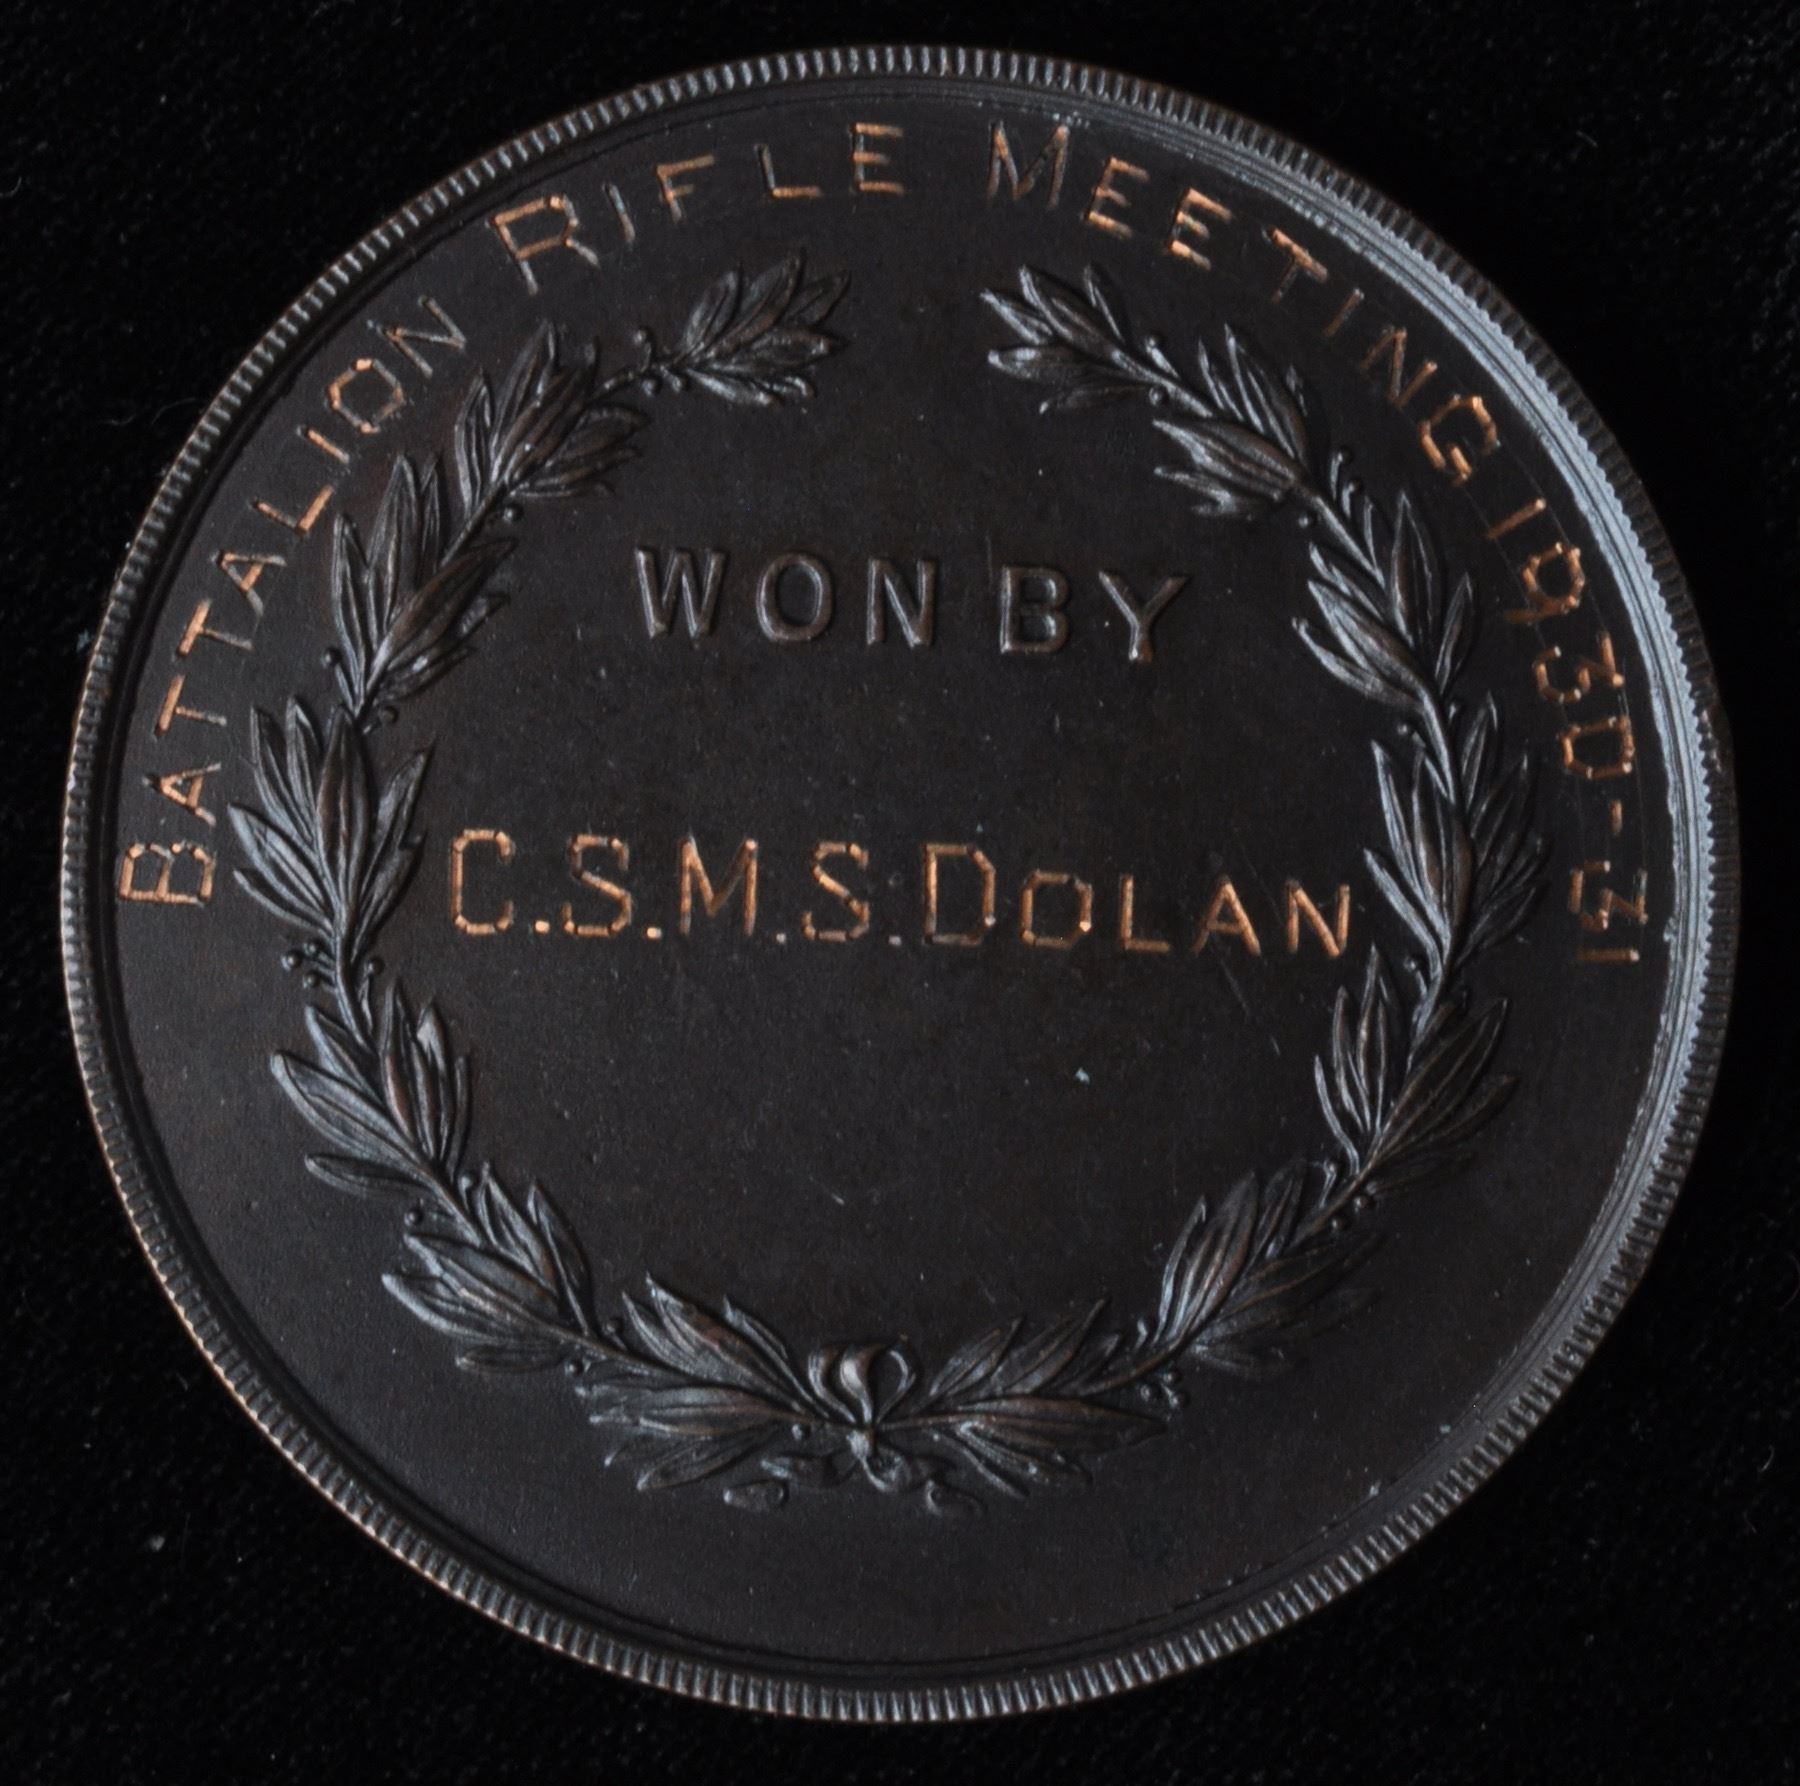 BATTALION RIFLE MEETING 1930-31
WON BY
C.S.M.S. DOLAN